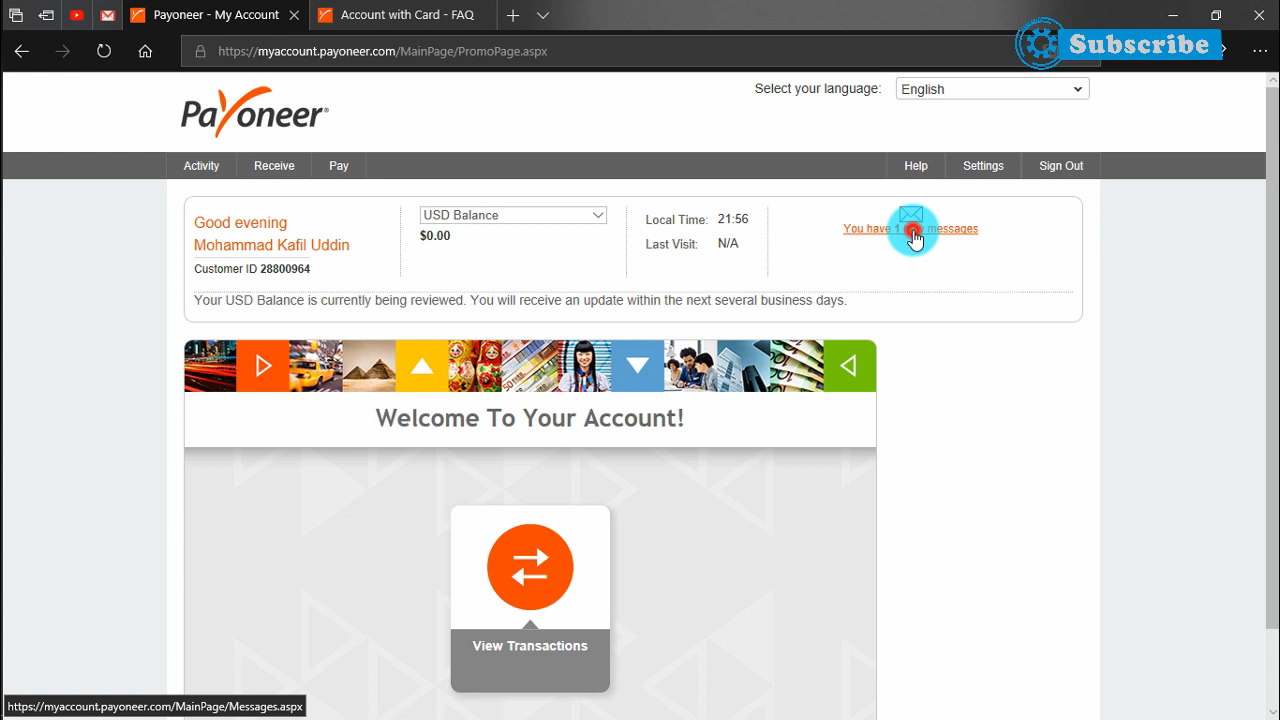 Payoneer - My Account
Account with Card - FAQ
https://myaccount.payoneer.com/MainPage/PromoPage.aspx
Subscribe
Payoneer®
Select your language:
English
Activity
Receive
Pay
Help
Settings
Sign Out
Good evening
Mohammad Kafil Uddin
Customer ID 28800964
USD Balance
$0.00
Local Time: 21:56
Last Visit: N/A
You have 1 messages
Your USD Balance is currently being reviewed. You will receive an update within the next several business days.
Welcome To Your Account!
View Transactions
https://myaccount.payoneer.com/MainPage/Messages.aspx